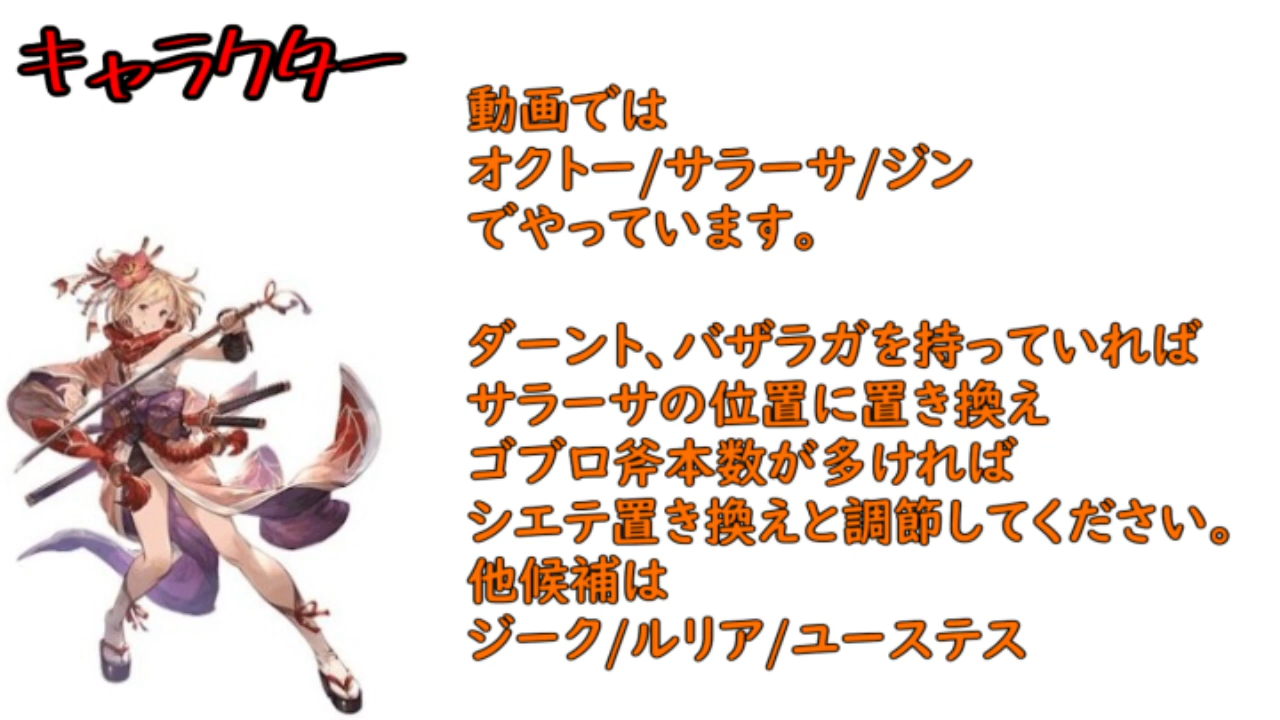 キャラクター
動画では
オクトー/サラーサ/ジン
でやっています。
ダーント、バザラガを持っていれば
サラーサの位置に置き換え
ゴブロ斧本数が多ければ
シエテ置き換えと調節してください。
他候補は
ジーク/ルリア/ユーステス